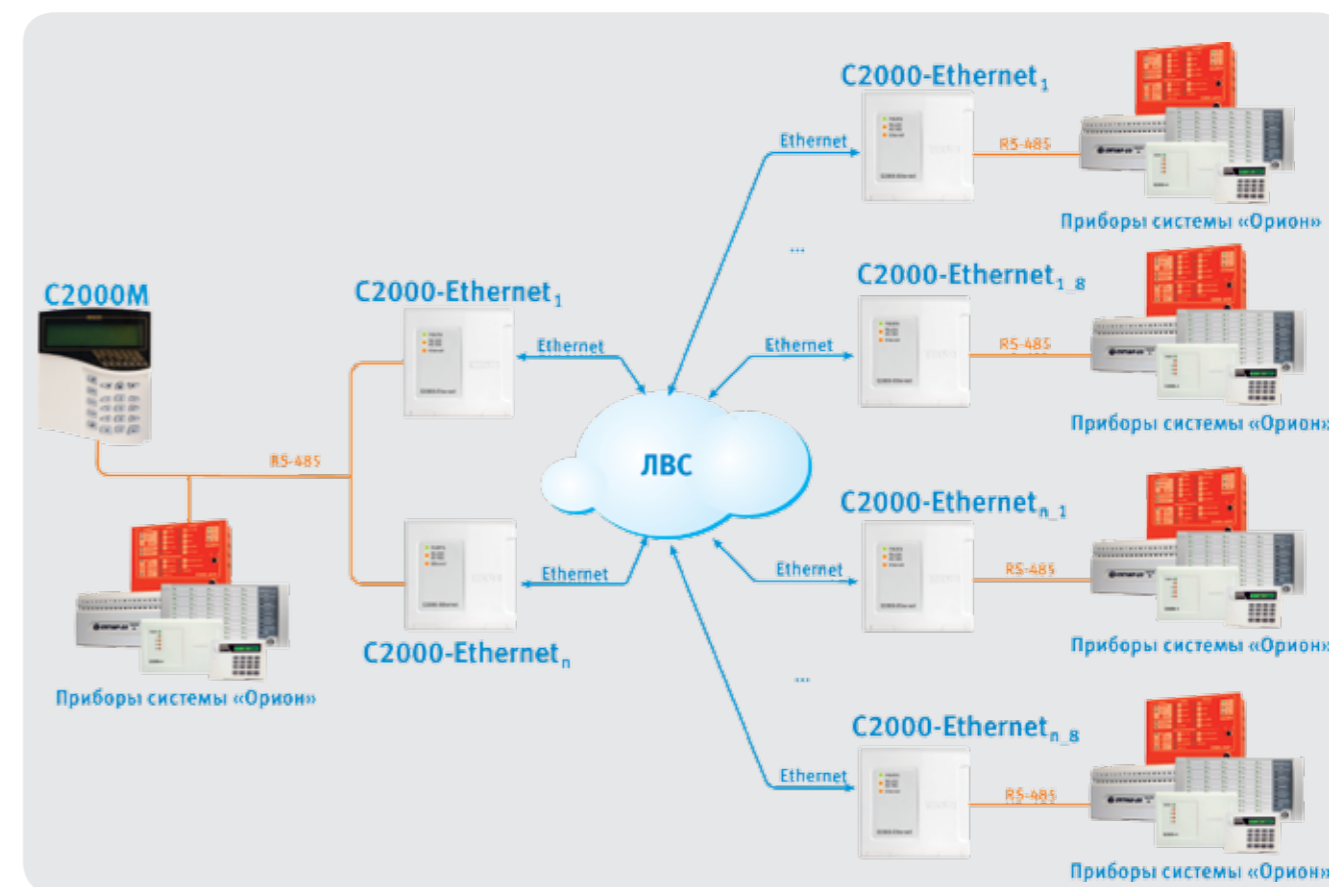 С2000-Ethernet1
Ethernet
RS-485
Приборы системы «Орион»
...
С2000М
С2000-Ethernet1
С2000-Ethernet1_8
Ethernet
Ethernet
RS-485
Приборы системы «Орион»
RS-485
ЛВС
С2000-Ethernetn_1
Ethernet
Ethernet
RS-485
С2000-Ethernetn
Приборы системы «Орион»
Приборы системы «Орион»
...
С2000-Ethernetn_8
Ethernet
RS-485
Приборы системы «Орион»